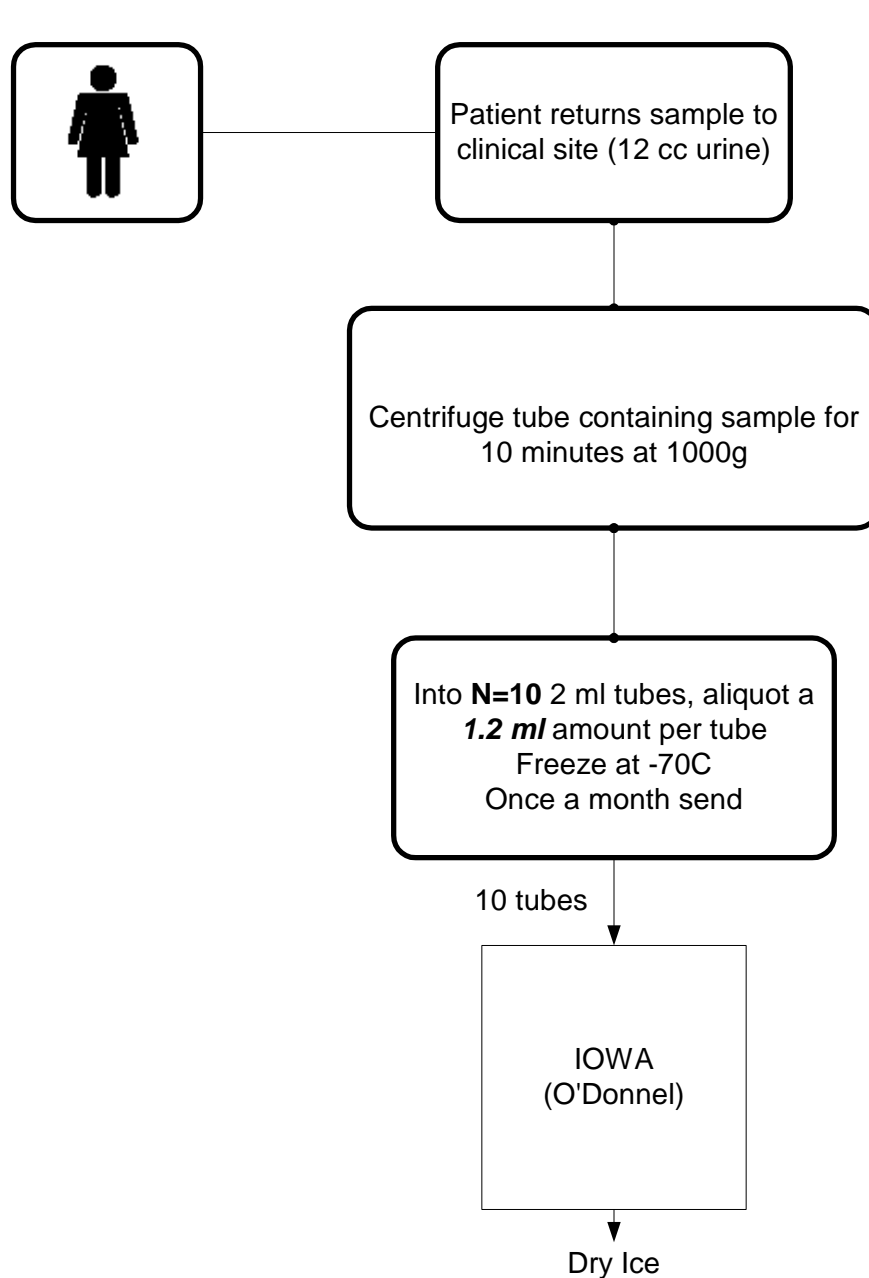 Patient returns sample to
clinical site (12 cc urine)
Centrifuge tube containing sample for
10 minutes at 1000g
Into N=10 2 ml tubes, aliquot a
1.2 ml amount per tube
Freeze at -70C
Once a month send
10 tubes
IOWA
(O'Donnel)
Dry Ice